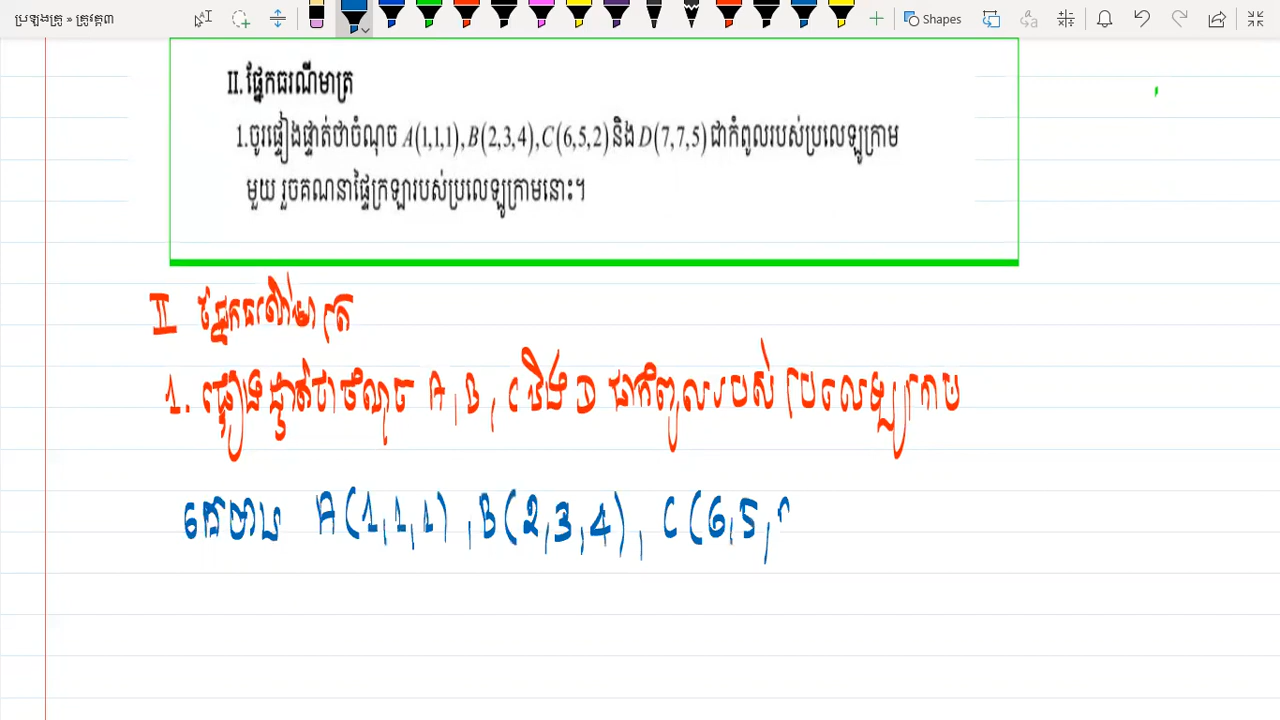 ប្រឡងគ្រូ » គ្រូវគ្គ៣
Shapes
II. ផ្នែកធរណីមាត្រ
1.ចូរផ្ទៀងផ្ទាត់ថាចំណុច A(1,1,1),B(2,3,4),C(6,5,2)និងD(7,7,5)ជាកំពូលរបស់ប្រលេឡូក្រាម
មួយ រួចគណនាផ្ទៃក្រឡារបស់ប្រលេឡូក្រាមនោះ។
II ផ្នែកធរណីមាត្រ
1. ផ្ទៀងផ្ទាត់ថាចំណុច A, B, C និង D ជាកំពូលរបស់ ប្រលេឡូក្រាម
គេមាន A(1,1,1), B(2,3,4), C(6,5,